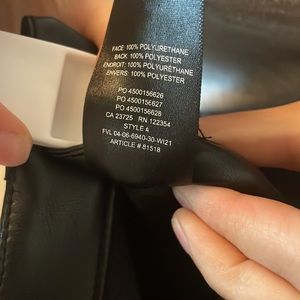 FACE: 100% POLYURETHANE
BACK: 100% POLYESTER
ENDROIT: 100% POLYURETHANE
ENVERS: 100% POLYESTER
PO 4500156626
PO 4500156627
PO 4500156628
CA 23725 RN 122354
STYLE 4
FVL 04-06-6940-30-WI21
ARTICLE # 81518